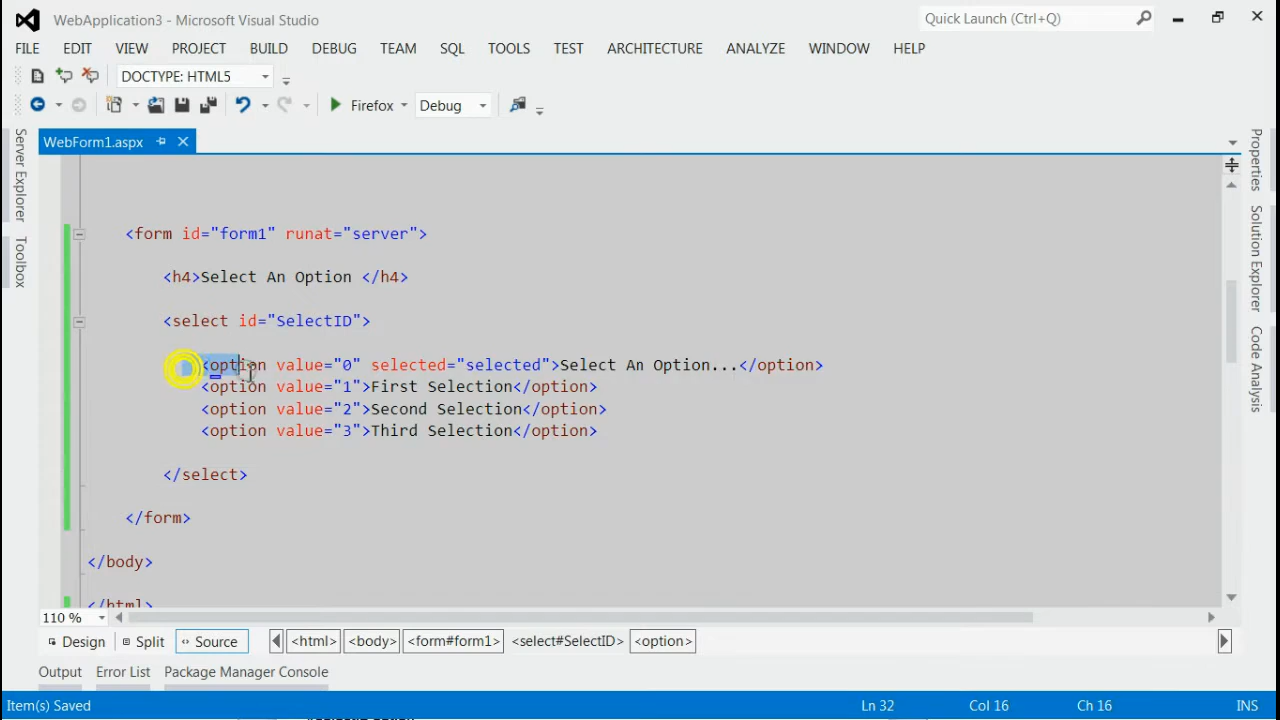 WebApplication3 - Microsoft Visual Studio
Quick Launch (Ctrl+Q)
FILE EDIT VIEW PROJECT BUILD DEBUG TEAM SQL TOOLS TEST ARCHITECTURE ANALYZE WINDOW HELP
DOCTYPE: HTML5
Firefox Debug
Server Explorer
Toolbox
WebForm1.aspx
<form id="form1" runat="server">
<h4>Select An Option </h4>
<select id="SelectID">
<option value="0" selected="selected">Select An Option...</option>
<option value="1">First Selection</option>
<option value="2">Second Selection</option>
<option value="3">Third Selection</option>
</select>
</form>
</body>
</html>
Properties
Solution Explorer
Code Analysis
110 %
Design Split Source <html> <body> <form#form1> <select#SelectID> <option>
Output Error List Package Manager Console
Item(s) Saved Ln 32 Col 16 Ch 16 INS